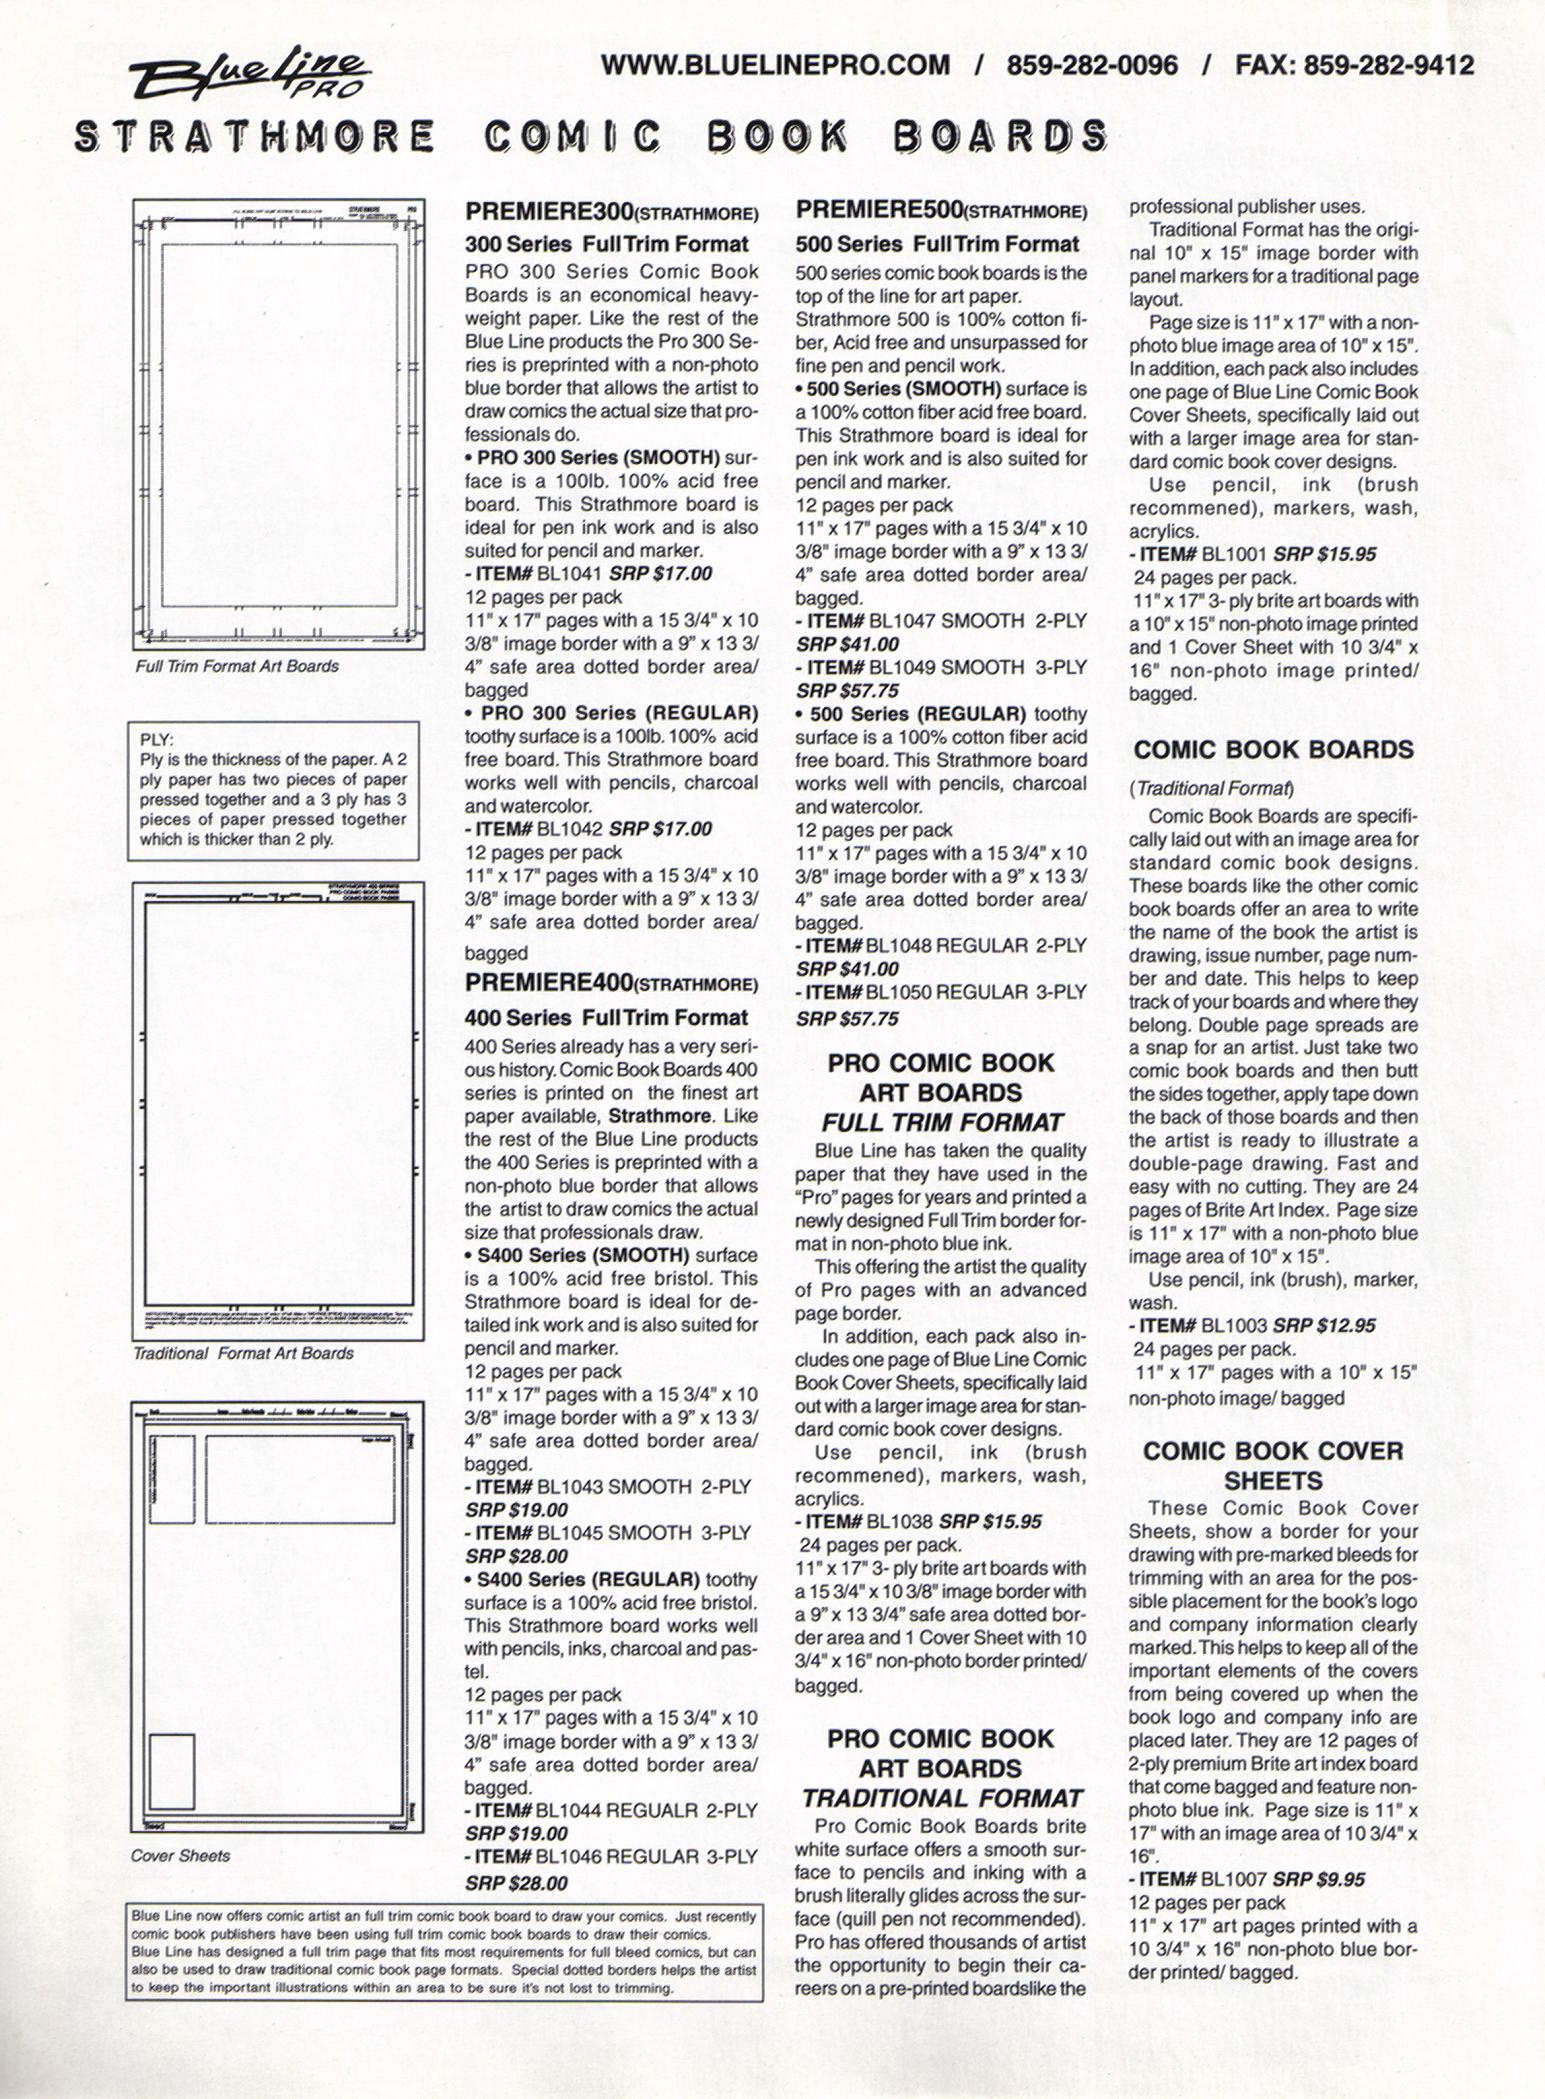 Blue Line PRO
WWW.BLUELINEPRO.COM / 859-282-0096 / FAX: 859-282-9412
STRATHMORE COMIC BOOK BOARDS
STRATHMORE
PRO
Full Trim Format Art Boards
PLY:
Ply is the thickness of the paper. A 2
ply paper has two pieces of paper
pressed together and a 3 ply has 3
pieces of paper pressed together
which is thicker than 2 ply.
STRATHMORE 400 SERIES
PRO COMIC BOOK PAGES
COMIC BOOK PAGES
Traditional Format Art Boards
Bleed
Bleed
Cover Sheets
PREMIERE300(STRATHMORE)
300 Series Full Trim Format
PRO 300 Series Comic Book
Boards is an economical heavy-
weight paper. Like the rest of the
Blue Line products the Pro 300 Se-
ries is preprinted with a non-photo
blue border that allows the artist to
draw comics the actual size that pro-
fessionals do.
• PRO 300 Series (SMOOTH) sur-
face is a 100lb. 100% acid free
board. This Strathmore board is
ideal for pen ink work and is also
suited for pencil and marker.
- ITEM# BL1041 SRP $17.00
12 pages per pack
11" x 17" pages with a 15 3/4" x 10
3/8" image border with a 9” x 13 3/
4” safe area dotted border area/
bagged
• PRO 300 Series (REGULAR)
toothy surface is a 100lb. 100% acid
free board. This Strathmore board
works well with pencils, charcoal
and watercolor.
- ITEM# BL1042 SRP $17.00
12 pages per pack
11" x 17" pages with a 15 3/4" x 10
3/8" image border with a 9” x 13 3/
4” safe area dotted border area/
bagged
PREMIERE400(STRATHMORE)
400 Series Full Trim Format
400 Series already has a very seri-
ous history. Comic Book Boards 400
series is printed on the finest art
paper available, Strathmore. Like
the rest of the Blue Line products
the 400 Series is preprinted with a
non-photo blue border that allows
the artist to draw comics the actual
size that professionals draw.
• S400 Series (SMOOTH) surface
is a 100% acid free bristol. This
Strathmore board is ideal for de-
tailed ink work and is also suited for
pencil and marker.
12 pages per pack
11" x 17" pages with a 15 3/4" x 10
3/8" image border with a 9” x 13 3/
4” safe area dotted border area/
bagged.
- ITEM# BL1043 SMOOTH 2-PLY
SRP $19.00
- ITEM# BL1045 SMOOTH 3-PLY
SRP $28.00
• S400 Series (REGULAR) toothy
surface is a 100% acid free bristol.
This Strathmore board works well
with pencils, inks, charcoal and pas-
tel.
12 pages per pack
11" x 17" pages with a 15 3/4" x 10
3/8" image border with a 9” x 13 3/
4” safe area dotted border area/
bagged.
- ITEM# BL1044 REGUALR 2-PLY
SRP $19.00
- ITEM# BL1046 REGULAR 3-PLY
SRP $28.00
Blue Line now offers comic artist an full trim comic book board to draw your comics. Just recently
comic book publishers have been using full trim comic book boards to draw their comics.
Blue Line has designed a full trim page that fits most requirements for full bleed comics, but can
also be used to draw traditional comic book page formats. Special dotted borders helps the artist
to keep the important illustrations within an area to be sure it's not lost to trimming.
PREMIERE500(STRATHMORE)
500 Series Full Trim Format
500 series comic book boards is the
top of the line for art paper.
Strathmore 500 is 100% cotton fi-
ber, Acid free and unsurpassed for
fine pen and pencil work.
• 500 Series (SMOOTH) surface is
a 100% cotton fiber acid free board.
This Strathmore board is ideal for
pen ink work and is also suited for
pencil and marker.
12 pages per pack
11" x 17" pages with a 15 3/4" x 10
3/8" image border with a 9” x 13 3/
4” safe area dotted border area/
bagged.
- ITEM# BL1047 SMOOTH 2-PLY
SRP $41.00
- ITEM# BL1049 SMOOTH 3-PLY
SRP $57.75
• 500 Series (REGULAR) toothy
surface is a 100% cotton fiber acid
free board. This Strathmore board
works well with pencils, charcoal
and watercolor.
12 pages per pack
11" x 17" pages with a 15 3/4" x 10
3/8" image border with a 9” x 13 3/
4” safe area dotted border area/
bagged.
- ITEM# BL1048 REGULAR 2-PLY
SRP $41.00
- ITEM# BL1050 REGULAR 3-PLY
SRP $57.75
PRO COMIC BOOK
ART BOARDS
FULL TRIM FORMAT
Blue Line has taken the quality
paper that they have used in the
“Pro” pages for years and printed a
newly designed Full Trim border for-
mat in non-photo blue ink.
This offering the artist the quality
of Pro pages with an advanced
page border.
In addition, each pack also in-
cludes one page of Blue Line Comic
Book Cover Sheets, specifically laid
out with a larger image area for stan-
dard comic book cover designs.
Use pencil, ink (brush
recommened), markers, wash,
acrylics.
- ITEM# BL1038 SRP $15.95
24 pages per pack.
11" x 17" 3- ply brite art boards with
a 15 3/4" x 10 3/8" image border with
a 9” x 13 3/4” safe area dotted bor-
der area and 1 Cover Sheet with 10
3/4" x 16" non-photo border printed/
bagged.
PRO COMIC BOOK
ART BOARDS
TRADITIONAL FORMAT
Pro Comic Book Boards brite
white surface offers a smooth sur-
face to pencils and inking with a
brush literally glides across the sur-
face (quill pen not recommended).
Pro has offered thousands of artist
the opportunity to begin their ca-
reers on a pre-printed boardslike the
professional publisher uses.
Traditional Format has the origi-
nal 10" x 15" image border with
panel markers for a traditional page
layout.
Page size is 11" x 17" with a non-
photo blue image area of 10" x 15".
In addition, each pack also includes
one page of Blue Line Comic Book
Cover Sheets, specifically laid out
with a larger image area for stan-
dard comic book cover designs.
Use pencil, ink (brush
recommened), markers, wash,
acrylics.
- ITEM# BL1001 SRP $15.95
24 pages per pack.
11" x 17" 3- ply brite art boards with
a 10" x 15" non-photo image printed
and 1 Cover Sheet with 10 3/4" x
16" non-photo image printed/
bagged.
COMIC BOOK BOARDS
(Traditional Format)
Comic Book Boards are specifi-
cally laid out with an image area for
standard comic book designs.
These boards like the other comic
book boards offer an area to write
the name of the book the artist is
drawing, issue number, page num-
ber and date. This helps to keep
track of your boards and where they
belong. Double page spreads are
a snap for an artist. Just take two
comic book boards and then butt
the sides together, apply tape down
the back of those boards and then
the artist is ready to illustrate a
double-page drawing. Fast and
easy with no cutting. They are 24
pages of Brite Art Index. Page size
is 11" x 17" with a non-photo blue
image area of 10" x 15".
Use pencil, ink (brush), marker,
wash.
- ITEM# BL1003 SRP $12.95
24 pages per pack.
11" x 17" pages with a 10" x 15"
non-photo image/ bagged
COMIC BOOK COVER
SHEETS
These Comic Book Cover
Sheets, show a border for your
drawing with pre-marked bleeds for
trimming with an area for the pos-
sible placement for the book's logo
and company information clearly
marked. This helps to keep all of the
important elements of the covers
from being covered up when the
book logo and company info are
placed later. They are 12 pages of
2-ply premium Brite art index board
that come bagged and feature non-
photo blue ink. Page size is 11" x
17" with an image area of 10 3/4" x
16".
- ITEM# BL1007 SRP $9.95
12 pages per pack
11" x 17" art pages printed with a
10 3/4" x 16" non-photo blue bor-
der printed/ bagged.